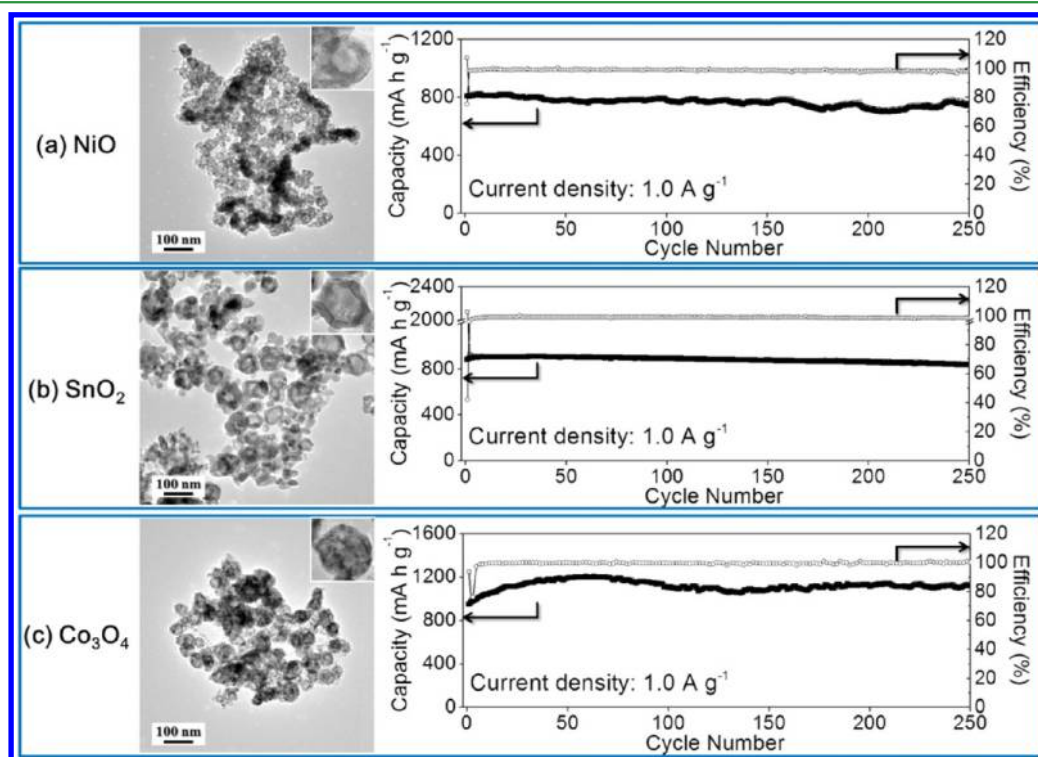 (a) NiO
100 nm
Capacity (mA h g⁻¹)
1200
800
400
0
120
100
80
60
40
20
0
Efficiency (%)
Current density: 1.0 A g⁻¹
0 50 100 150 200 250
Cycle Number
(b) SnO₂
100 nm
Capacity (mA h g⁻¹)
2400
2000
800
400
0
120
100
80
60
40
20
0
Efficiency (%)
Current density: 1.0 A g⁻¹
0 50 100 150 200 250
Cycle Number
(c) Co₃O₄
100 nm
Capacity (mA h g⁻¹)
1600
1200
800
400
0
120
100
80
60
40
20
0
Efficiency (%)
Current density: 1.0 A g⁻¹
0 50 100 150 200 250
Cycle Number